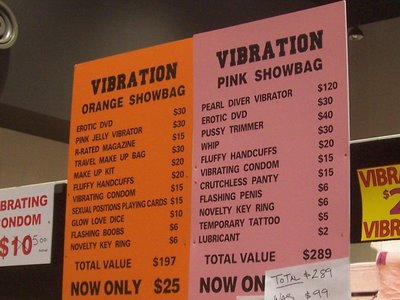 VIBRATION
ORANGE SHOWBAG
EROTIC DVD $30
PINK JELLY VIBRATOR $30
R-RATED MAGAZINE $15
TRAVEL MAKE UP BAG $30
MAKE UP KIT $20
FLUFFY HANDCUFFS $20
VIBRATING CONDOM $15
SEXUAL POSITIONS PLAYING CARDS $15
GLOW LOVE DICE $10
FLASHING BOOBS $6
NOVELTY KEY RING $6
TOTAL VALUE $197
NOW ONLY $25
VIBRATION
PINK SHOWBAG
PEARL DIVER VIBRATOR $120
EROTIC DVD $30
PUSSY TRIMMER $40
WHIP $30
FLUFFY HANDCUFFS $20
VIBRATING CONDOM $15
CRUTCHLESS PANTY $15
FLASHING PENIS $6
NOVELTY KEY RING $6
TEMPORARY TATTOO $5
LUBRICANT $2
TOTAL VALUE $289
NOW ON
TOTAL $289
WAS $99
BRATING
ONDOM
$10 5.00
VIBR
$2
VIBR